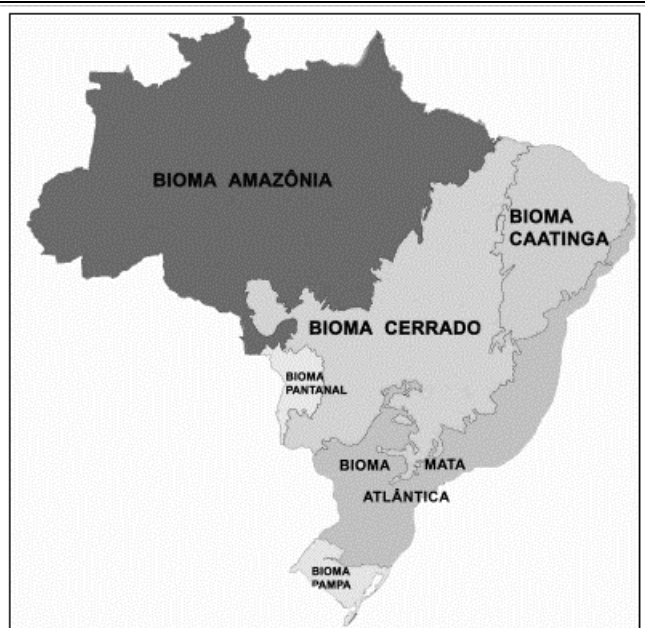 BIOMA AMAZÔNIA
BIOMA
CAATINGA
BIOMA CERRADO
BIOMA
PANTANAL
BIOMA MATA
ATLÂNTICA
BIOMA
PAMPA